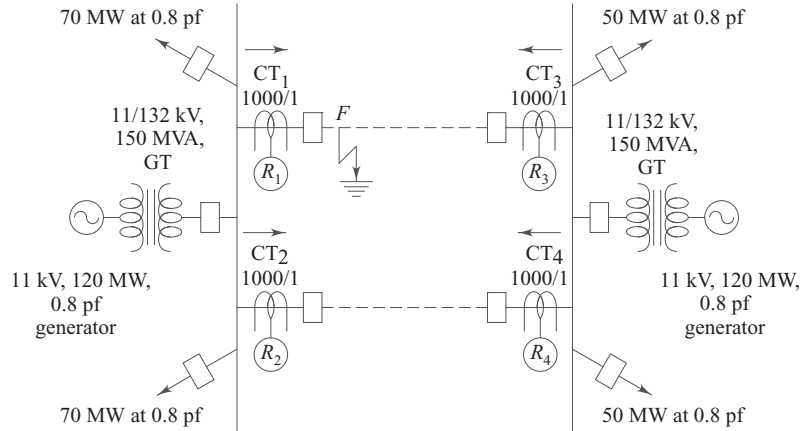 70 MW at 0.8 pf
50 MW at 0.8 pf
CT1
1000/1
F
CT3
1000/1
11/132 kV,
150 MVA,
GT
R1
R3
11/132 kV,
150 MVA,
GT
CT2
1000/1
CT4
1000/1
11 kV, 120 MW,
0.8 pf
generator
11 kV, 120 MW,
0.8 pf
generator
R2
R4
70 MW at 0.8 pf
50 MW at 0.8 pf